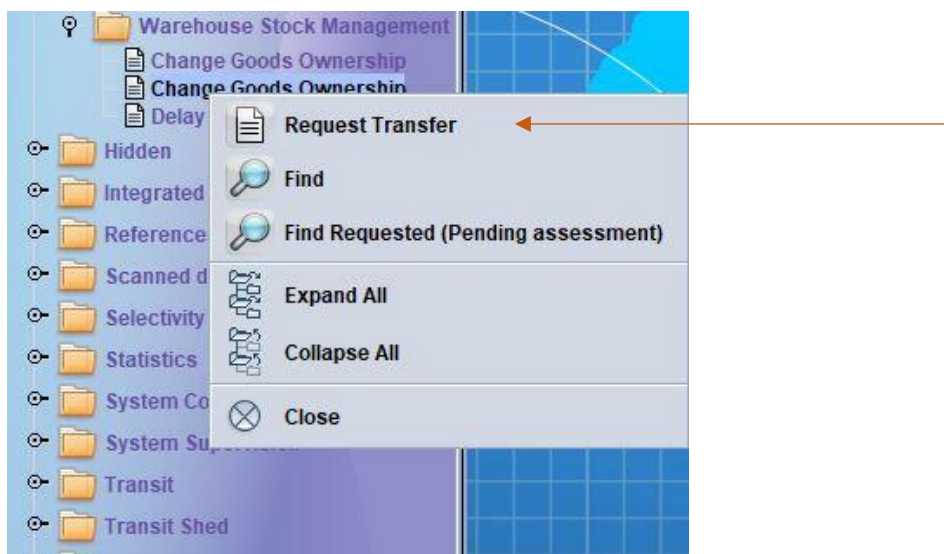 Warehouse Stock Management
Change Goods Ownership
Change Goods Ownership
Delay
Request Transfer
Hidden
Find
Integrated
Reference
Find Requested (Pending assessment)
Scanned d
Expand All
Selectivity
Statistics
Collapse All
System Co
Close
System Su
Transit
Transit Shed